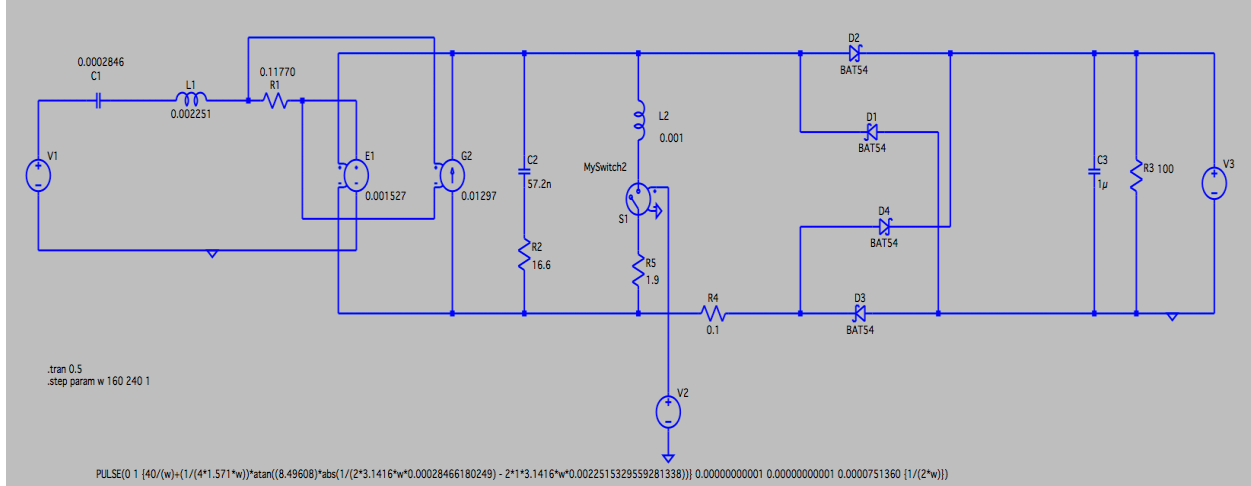 0.0002846
C1
L1
0.002251
0.11770
R1
V1
E1
0.001527
G2
0.01297
C2
57.2n
R2
16.6
L2
0.001
MySwitch2
S1
R5
1.9
R4
0.1
V2
D2
BAT54
D1
BAT54
D4
BAT54
D3
BAT54
C3
1µ
R3 100
V3
.tran 0.5
.step param w 160 240 1
PULSE(0 1 {40/(w)+(1/(4*1.571*w))*atan((8.49608)*abs(1/(2*3.1416*w*0.00028466180249) - 2*1*3.1416*w*0.0022515329559281338))} 0.00000000001 0.00000000001 0.0000751360 {1/(2*w)})